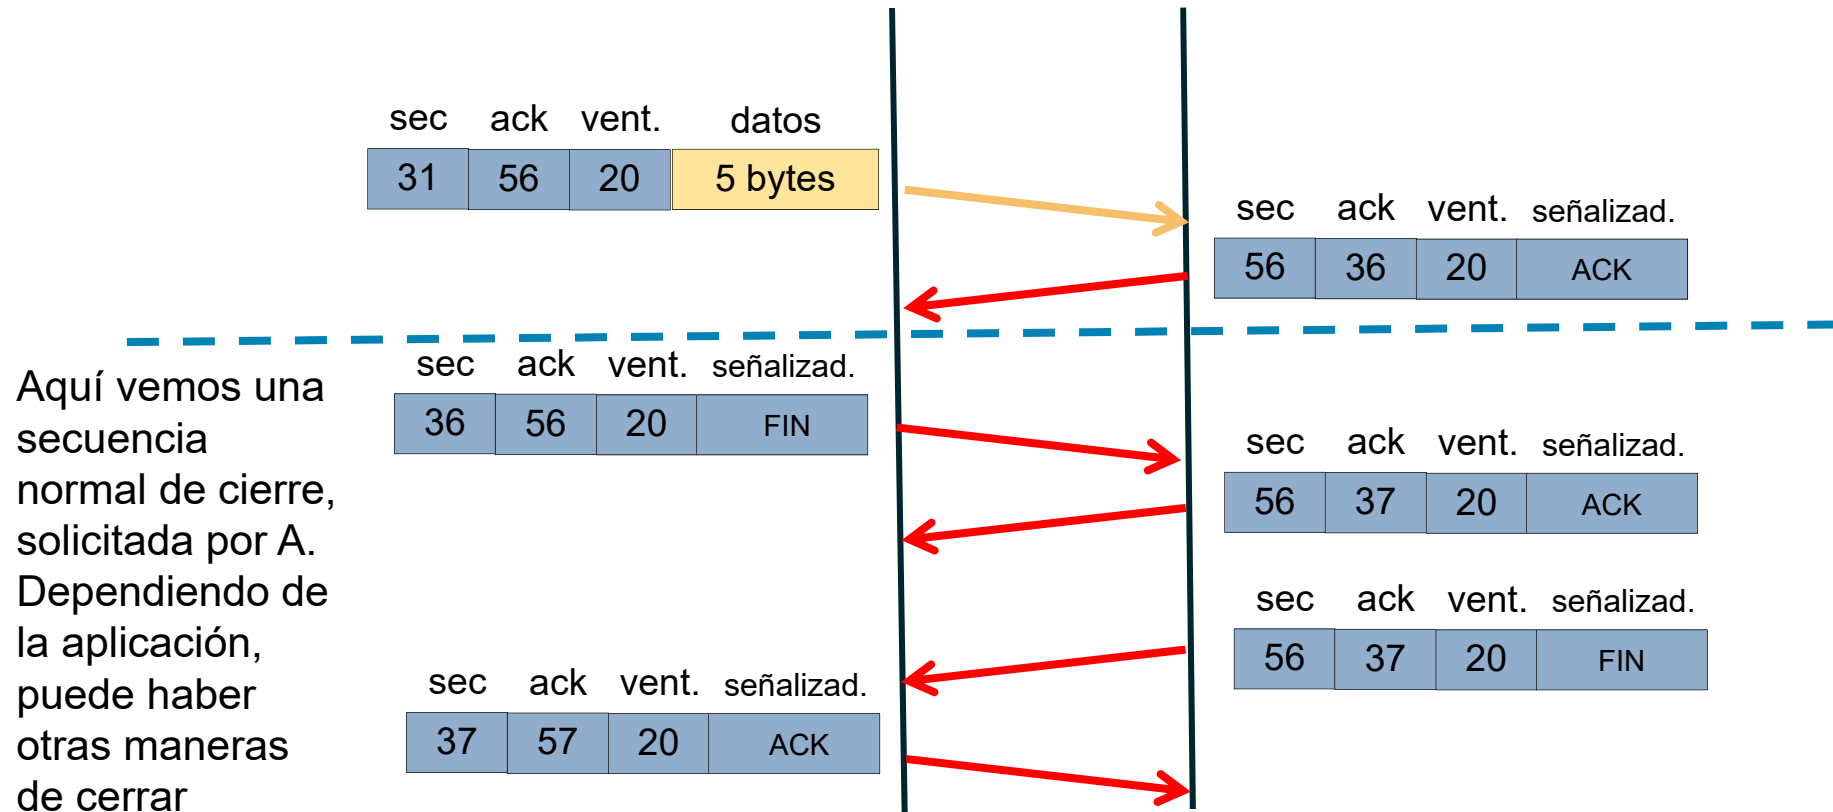 sec ack vent. datos
31 56 20 5 bytes
sec ack vent. señalizad.
56 36 20 ACK
sec ack vent. señalizad.
36 56 20 FIN
Aquí vemos una
secuencia
normal de cierre,
solicitada por A.
Dependiendo de
la aplicación,
puede haber
otras maneras
de cerrar
sec ack vent. señalizad.
56 37 20 ACK
sec ack vent. señalizad.
56 37 20 FIN
sec ack vent. señalizad.
37 57 20 ACK